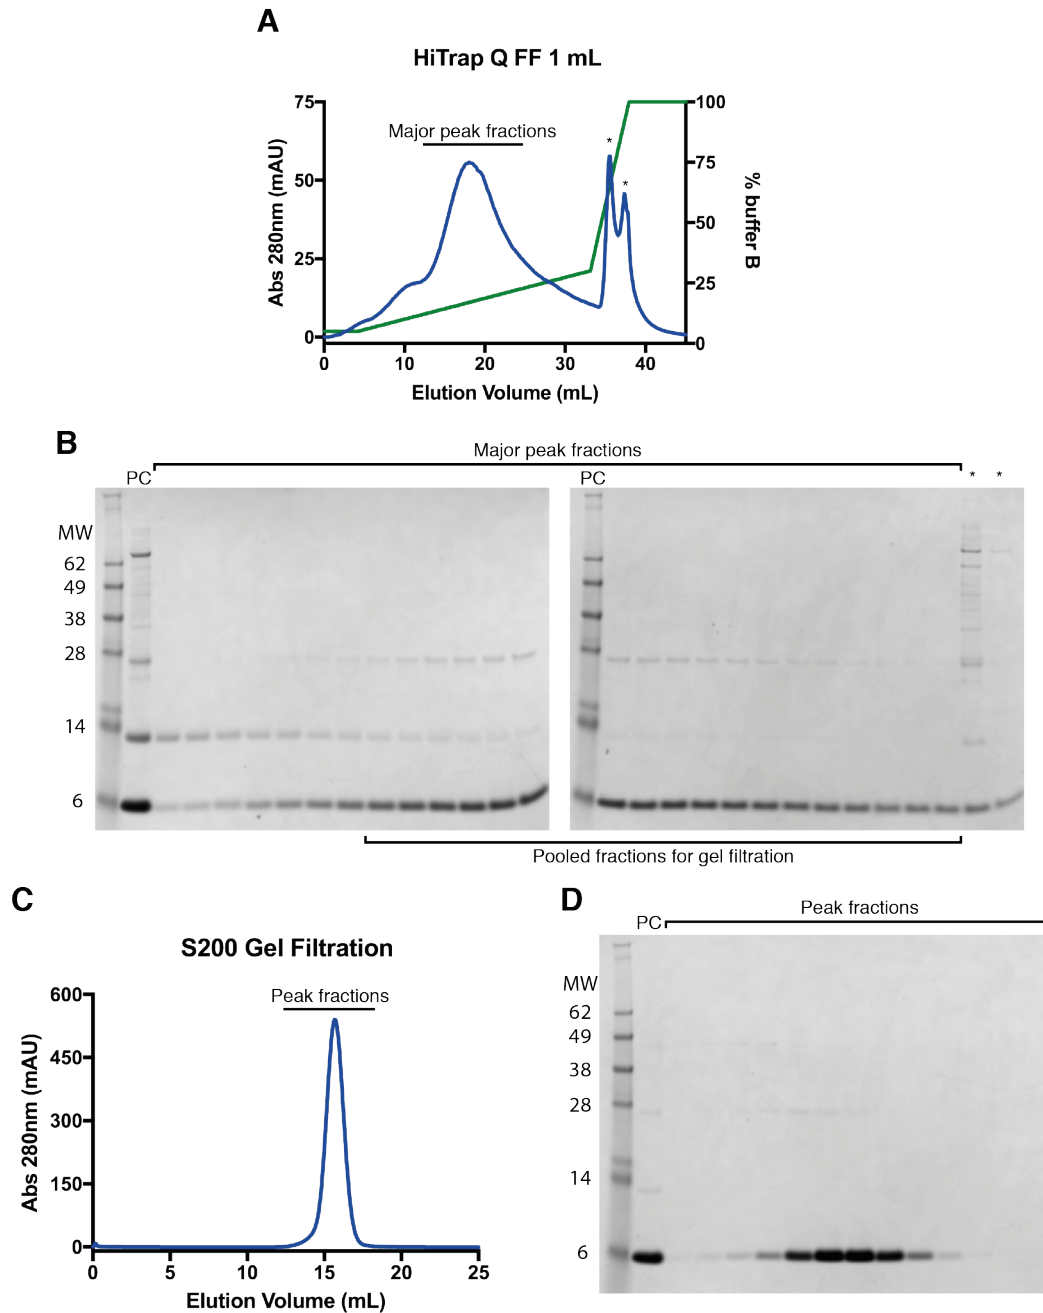 A
HiTrap Q FF 1 mL
75
50
25
0
Abs 280nm (mAU)
Major peak fractions
*
*
100
75
50
25
0
% buffer B
0 10 20 30 40
Elution Volume (mL)
B
Major peak fractions
PC
PC
* *
MW
62
49
38
28
14
6
Pooled fractions for gel filtration
C
S200 Gel Filtration
600
450
300
150
0
Abs 280nm (mAU)
Peak fractions
0 5 10 15 20 25
Elution Volume (mL)
D
Peak fractions
PC
MW
62
49
38
28
14
6